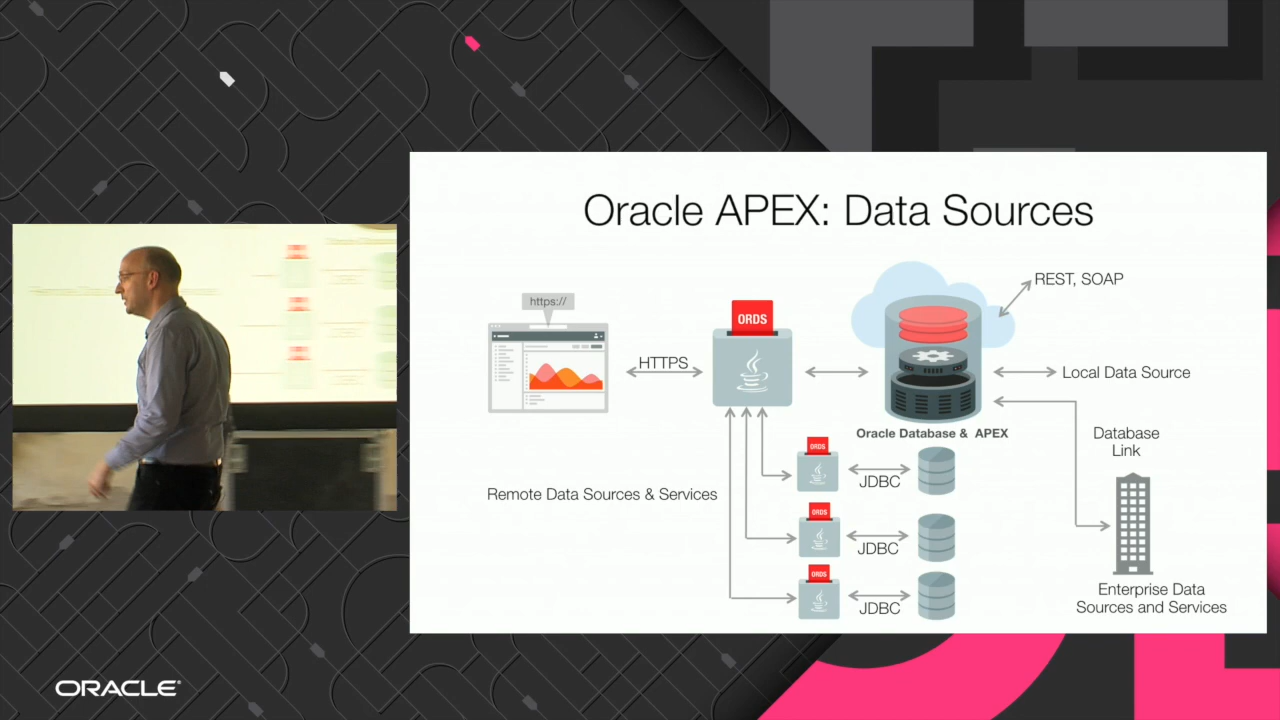 Oracle APEX: Data Sources
https://
ORDS
REST, SOAP
HTTPS
Local Data Source
Oracle Database & APEX
Database
Link
ORDS
JDBC
Remote Data Sources & Services
ORDS
JDBC
ORDS
JDBC
Enterprise Data
Sources and Services
ORACLE